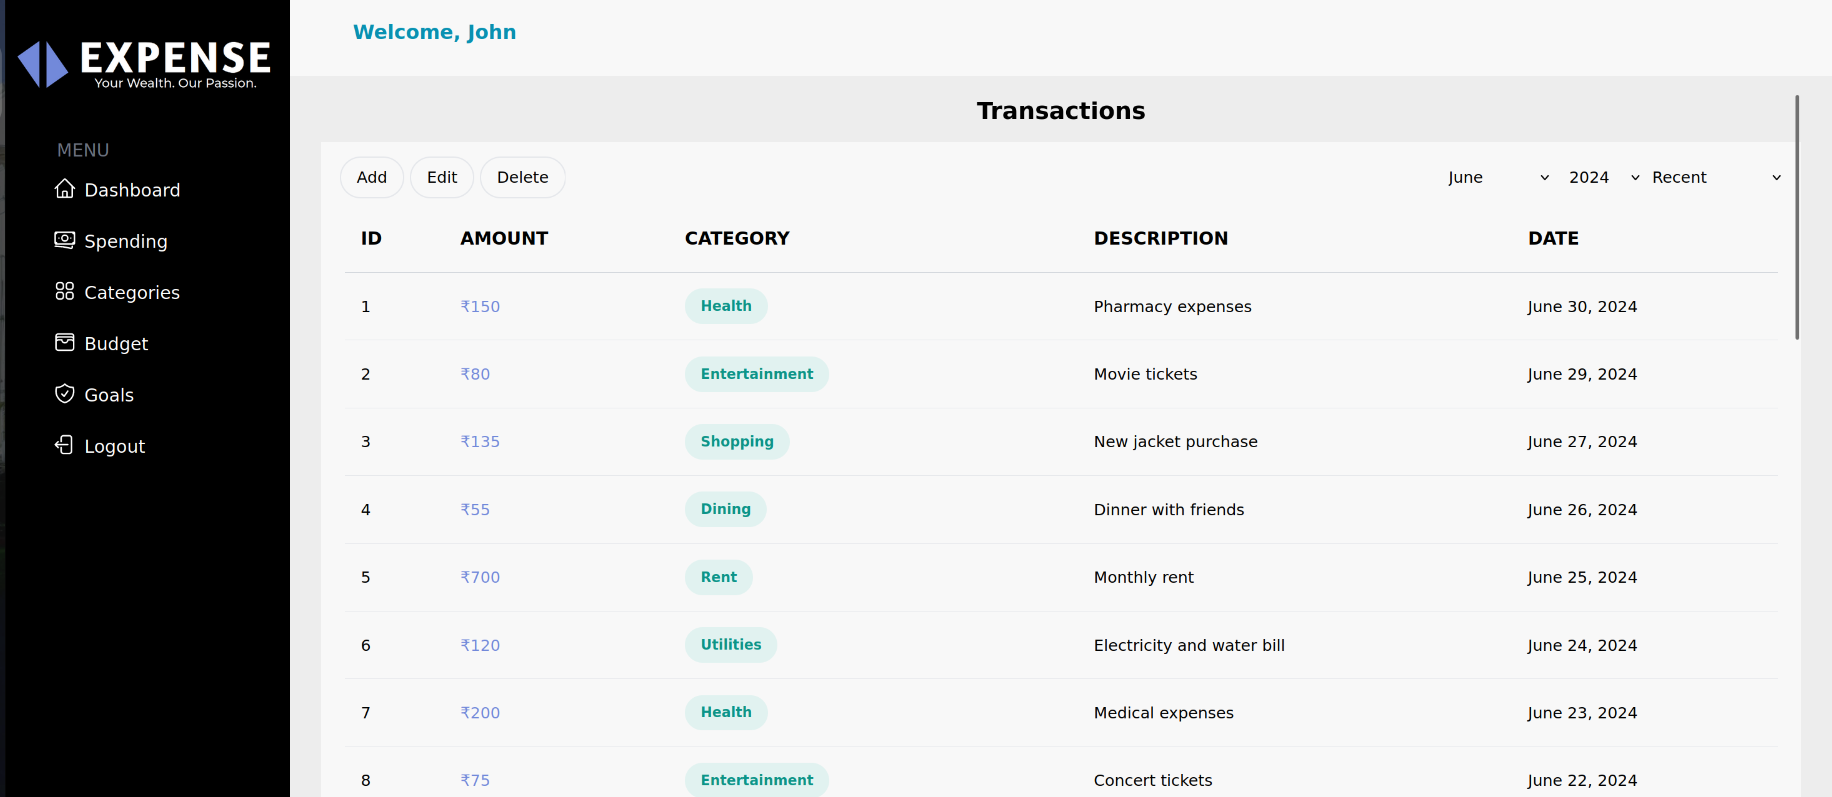 EXPENSE
Your Wealth. Our Passion.
MENU
Dashboard
Spending
Categories
Budget
Goals
Logout
Welcome, John
Transactions
Add Edit Delete June 2024 Recent
ID AMOUNT CATEGORY DESCRIPTION DATE
1 ₹150 Health Pharmacy expenses June 30, 2024
2 ₹80 Entertainment Movie tickets June 29, 2024
3 ₹135 Shopping New jacket purchase June 27, 2024
4 ₹55 Dining Dinner with friends June 26, 2024
5 ₹700 Rent Monthly rent June 25, 2024
6 ₹120 Utilities Electricity and water bill June 24, 2024
7 ₹200 Health Medical expenses June 23, 2024
8 ₹75 Entertainment Concert tickets June 22, 2024